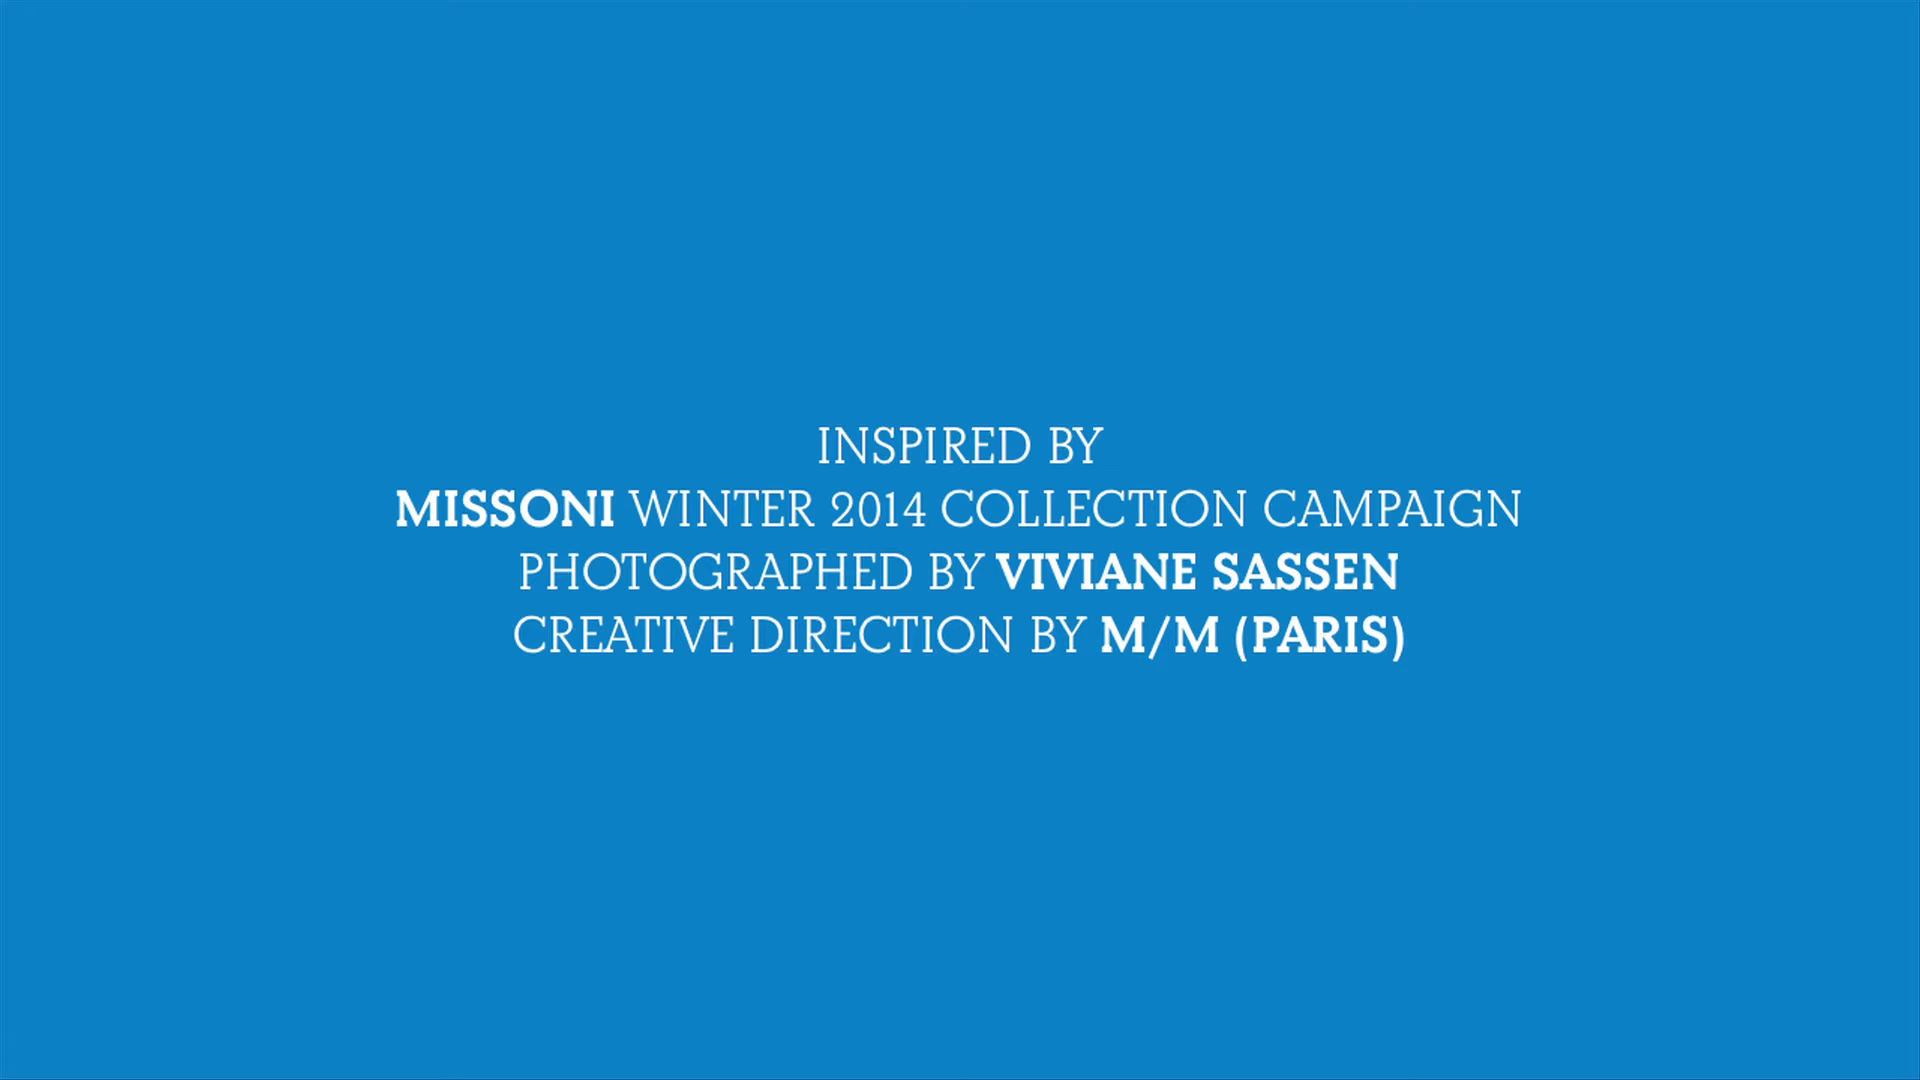 INSPIRED BY
MISSONI WINTER 2014 COLLECTION CAMPAIGN
PHOTOGRAPHED BY VIVIANE SASSEN
CREATIVE DIRECTION BY M/M (PARIS)